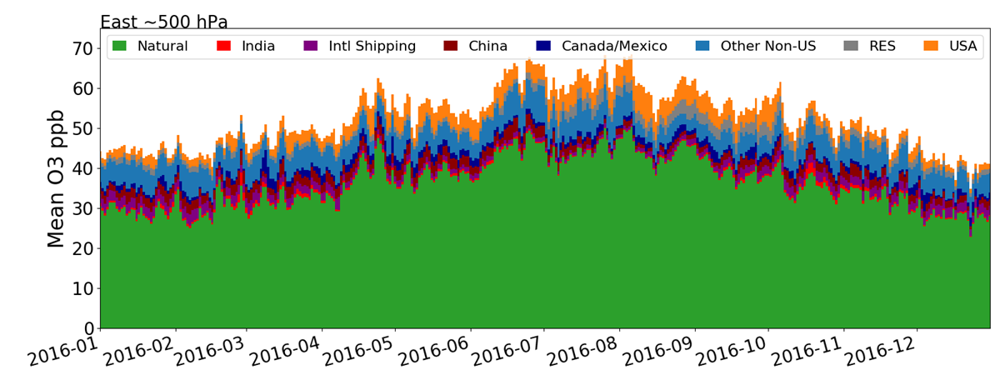 East ~500 hPa
Natural India Intl Shipping China Canada/Mexico Other Non-US RES USA
Mean O3 ppb
70
60
50
40
30
20
10
0
2016-01 2016-02 2016-03 2016-04 2016-05 2016-06 2016-07 2016-08 2016-09 2016-10 2016-11 2016-12